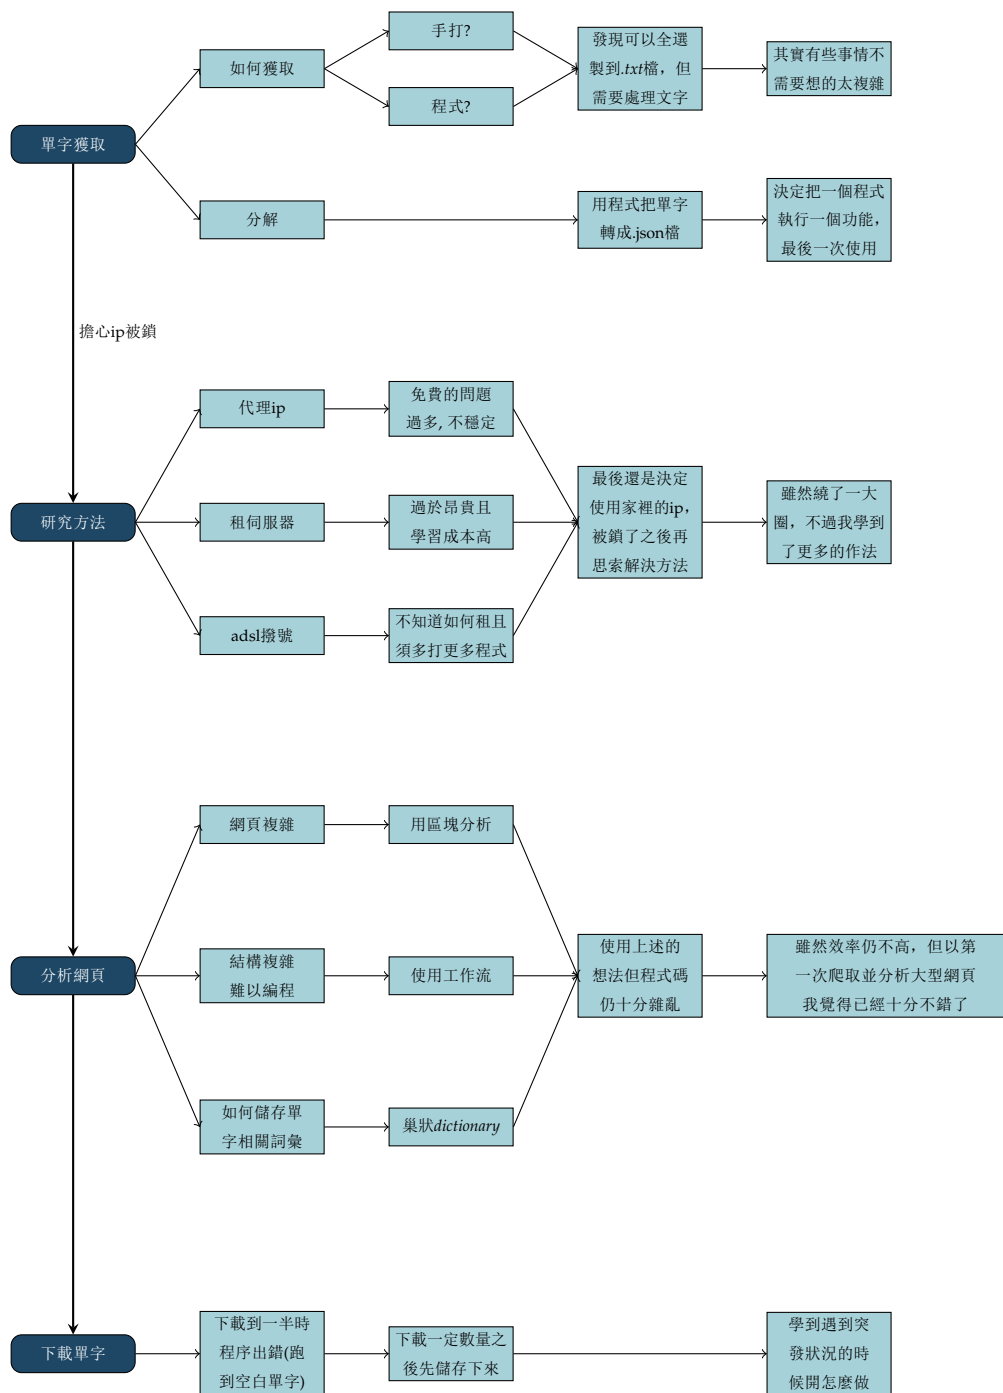 單字獲取
如何獲取
手打?
程式?
發現可以全選
製到.txt檔，但
需要處理文字
其實有些事情不
需要想的太複雜
分解
用程式把單字
轉成.json檔
決定把一個程式
執行一個功能，
最後一次使用
擔心ip被鎖
研究方法
代理ip
免費的問題
過多, 不穩定
租伺服器
過於昂貴且
學習成本高
adsl撥號
不知道如何租且
須多打更多程式
最後還是決定
使用家裡的ip，
被鎖了之後再
思索解決方法
雖然繞了一大
圈，不過我學到
了更多的作法
分析網頁
網頁複雜
用區塊分析
結構複雜
難以編程
使用工作流
如何儲存單
字相關詞彙
巢狀dictionary
使用上述的
想法但程式碼
仍十分雜亂
雖然效率仍不高，但以第
一次爬取並分析大型網頁
我覺得已經十分不錯了
下載單字
下載到一半時
程序出錯(跑
到空白單字)
下載一定數量之
後先儲存下來
學到遇到突
發狀況的時
候開怎麼做